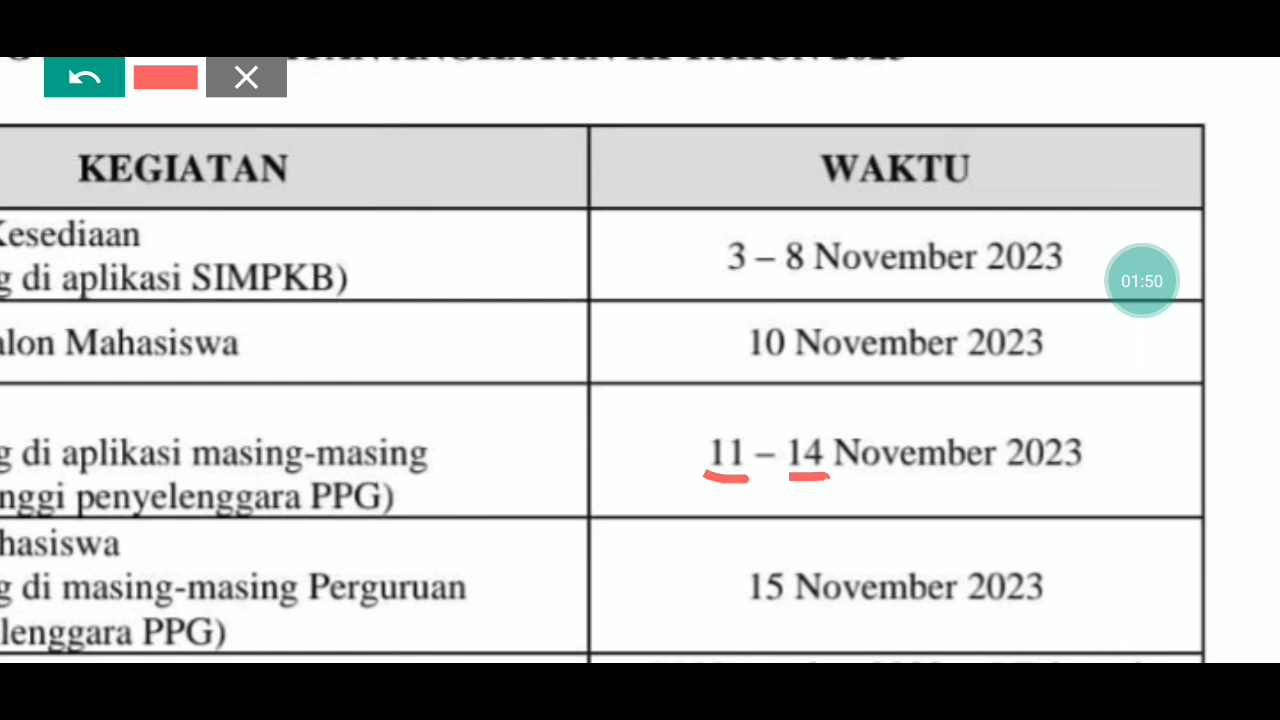 KEGIATAN WAKTU
Kesediaan
g di aplikasi SIMPKB)
3 – 8 November 2023
01:50
alon Mahasiswa
10 November 2023
g di aplikasi masing-masing
nggi penyelenggara PPG)
11 – 14 November 2023
hasiswa
g di masing-masing Perguruan
lenggara PPG)
15 November 2023